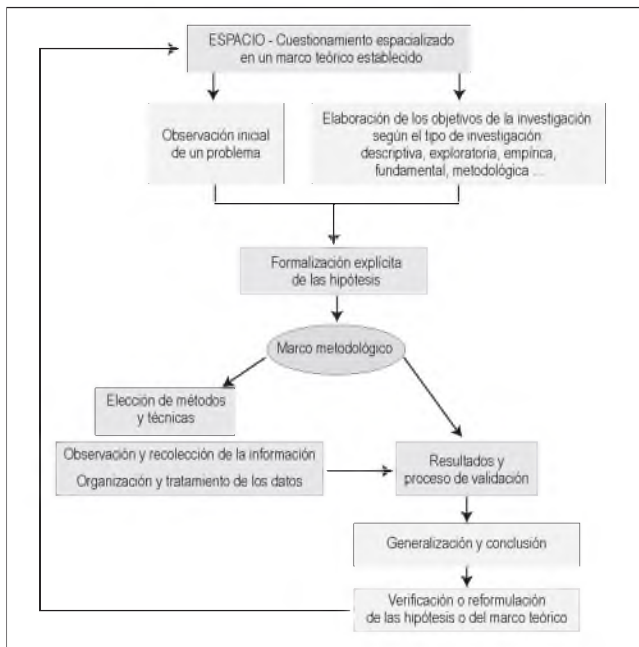 ESPACIO - Cuestionamiento espacializado
en un marco teórico establecido
Observación inicial
de un problema
Elaboración de los objetivos de la investigación
según el tipo de investigación:
descriptiva, exploratoria, empírica,
fundamental, metodológica ...
Formalización explícita
de las hipótesis
Marco metodológico
Elección de métodos
y técnicas
Observación y recolección de la información
Organización y tratamiento de los datos
Resultados y
proceso de validación
Generalización y conclusión
Verificación o reformulación
de las hipótesis o del marco teórico